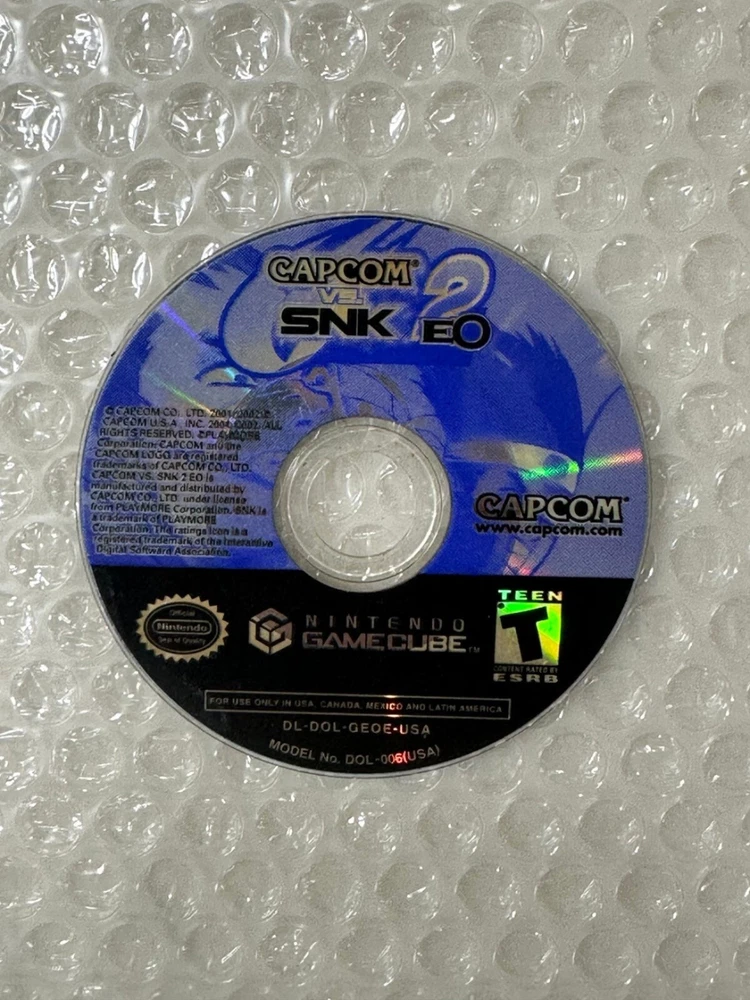 CAPCOM®
VS. 2
SNK EO
© CAPCOM CO., LTD. 2001, 2002, ©
CAPCOM U.S.A., INC. 2001, 2002, ALL
RIGHTS RESERVED. ©PLAYMORE
Corporation. CAPCOM and the
CAPCOM LOGO are registered
trademarks of CAPCOM CO., LTD.
CAPCOM VS. SNK 2 EO is
manufactured and distributed by
CAPCOM CO., LTD. under license
from PLAYMORE Corporation. SNK is
a trademark of PLAYMORE
Corporation. The ratings icon is a
registered trademark of the Interactive
Digital Software Association.
CAPCOM®
www.capcom.com
Official
Nintendo
Seal of Quality
NINTENDO
GAMECUBE™
TEEN
T
CONTENT RATED BY
ESRB
FOR USE ONLY IN USA, CANADA, MEXICO AND LATIN AMERICA
DL-DOL-GEOE-USA
MODEL No. DOL-006(USA)